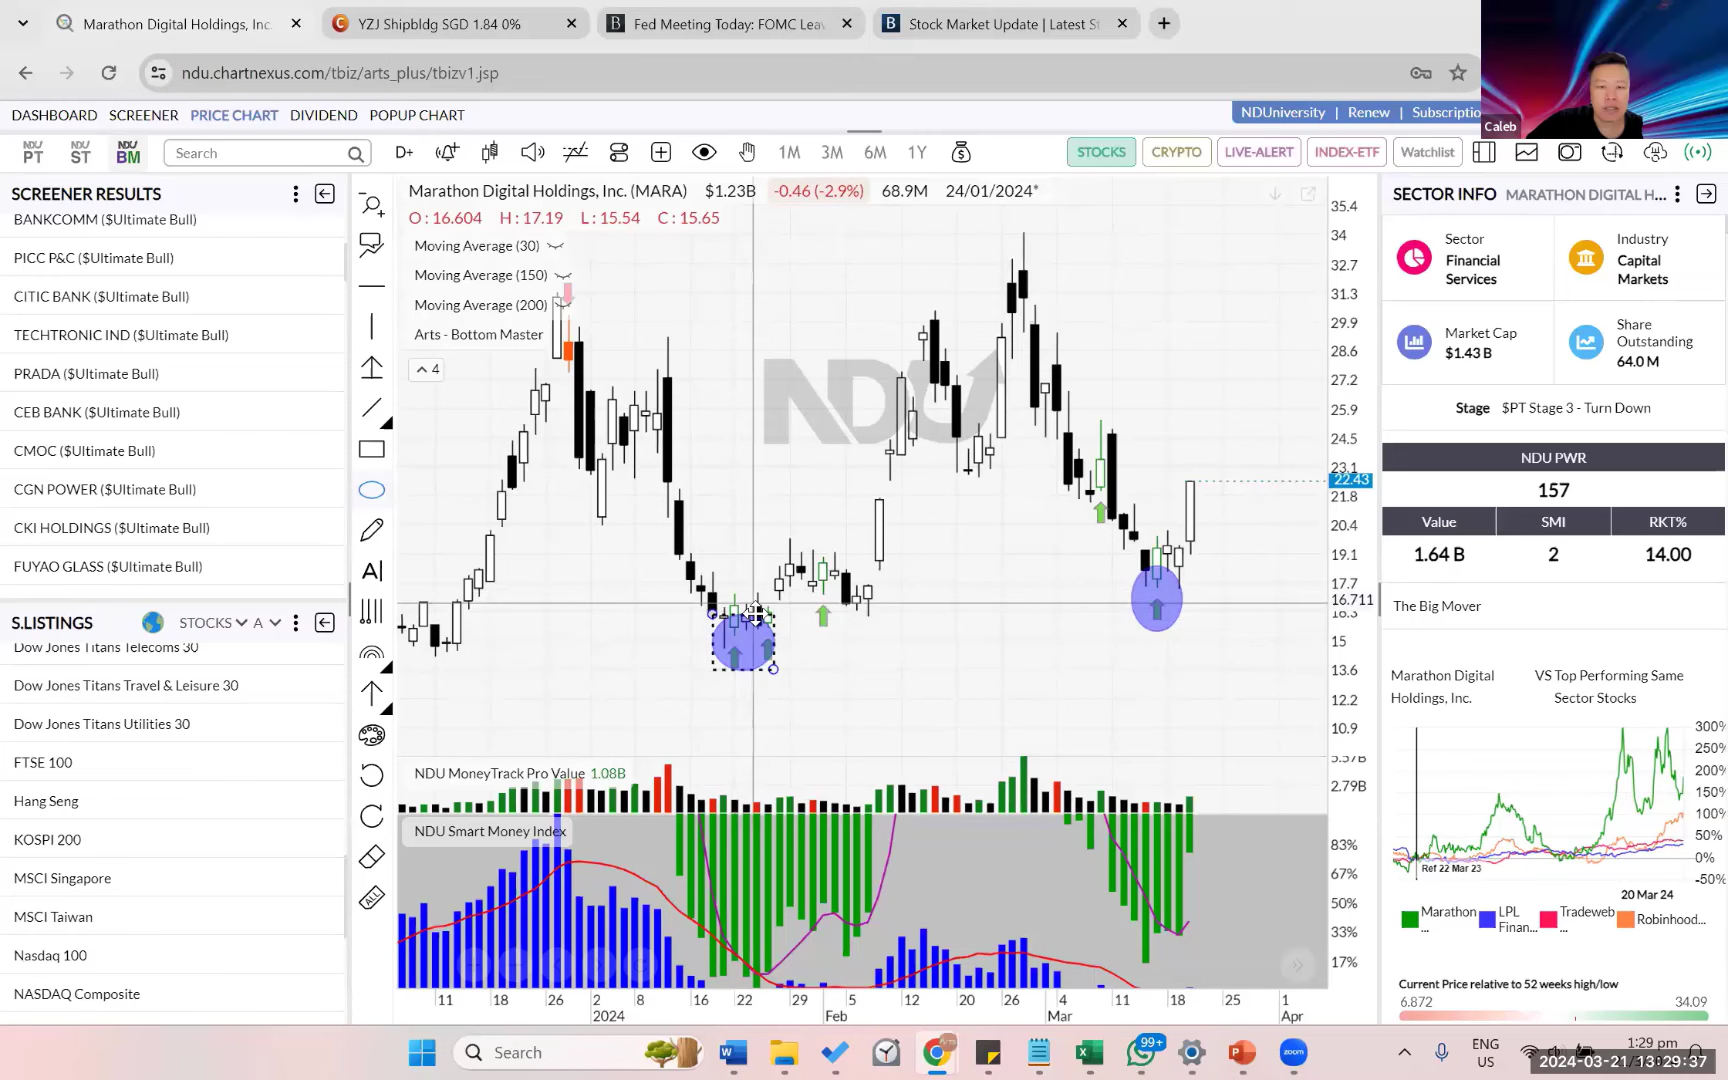 Marathon Digital Holdings, Inc.
YZJ Shipbldg SGD 1.84 0%
Fed Meeting Today: FOMC Leav
Stock Market Update | Latest St
ndu.chartnexus.com/tbiz/arts_plus/tbizv1.jsp
Caleb
DASHBOARD SCREENER PRICE CHART DIVIDEND POPUP CHART
NDUniversity | Renew | Subscriptio
NDU PT
NDU ST
NDU BM
Search
D+
1M 3M 6M 1Y
STOCKS CRYPTO LIVE-ALERT INDEX-ETF Watchlist
SCREENER RESULTS
BANKCOMM ($Ultimate Bull)
PICC P&C ($Ultimate Bull)
CITIC BANK ($Ultimate Bull)
TECHTRONIC IND ($Ultimate Bull)
PRADA ($Ultimate Bull)
CEB BANK ($Ultimate Bull)
CMOC ($Ultimate Bull)
CGN POWER ($Ultimate Bull)
CKI HOLDINGS ($Ultimate Bull)
FUYAO GLASS ($Ultimate Bull)
S.LISTINGS STOCKS A
Dow Jones Titans Telecoms 30
Dow Jones Titans Travel & Leisure 30
Dow Jones Titans Utilities 30
FTSE 100
Hang Seng
KOSPI 200
MSCI Singapore
MSCI Taiwan
Nasdaq 100
NASDAQ Composite
A
ALL
Marathon Digital Holdings, Inc. (MARA) $1.23B -0.46 (-2.9%) 68.9M 24/01/2024*
O : 16.604 H : 17.19 L : 15.54 C : 15.65
Moving Average (30)
Moving Average (150)
Moving Average (200)
Arts - Bottom Master
4
NDU
35.4
34
32.7
31.3
29.9
28.6
27.2
25.9
24.5
23.1
22.43
21.8
20.4
19.1
17.7
16.711
16.3
15
13.6
12.2
10.9
NDU MoneyTrack Pro Value 1.08B
5.57B
2.79B
NDU Smart Money Index
83%
67%
50%
33%
17%
11 18 26 2 8 16 22 29 5 12 20 26 4 11 18 25 1
2024 Feb Mar Apr
SECTOR INFO MARATHON DIGITAL H...
Sector
Financial
Services
Industry
Capital
Markets
Market Cap
$1.43 B
Share
Outstanding
64.0 M
Stage $PT Stage 3 - Turn Down
NDU PWR
157
Value SMI RKT%
1.64 B 2 14.00
The Big Mover
Marathon Digital
Holdings, Inc.
VS Top Performing Same
Sector Stocks
300%
250%
200%
150%
100%
50%
0%
-50%
Ref 22 Mar 23
20 Mar 24
Marathon
...
LPL
Finan...
Tradeweb
...
Robinhood...
Current Price relative to 52 weeks high/low
6.872 34.09
Search
99+
zoom
ENG
US
1:29 pm
2024-03-21 13:29:37